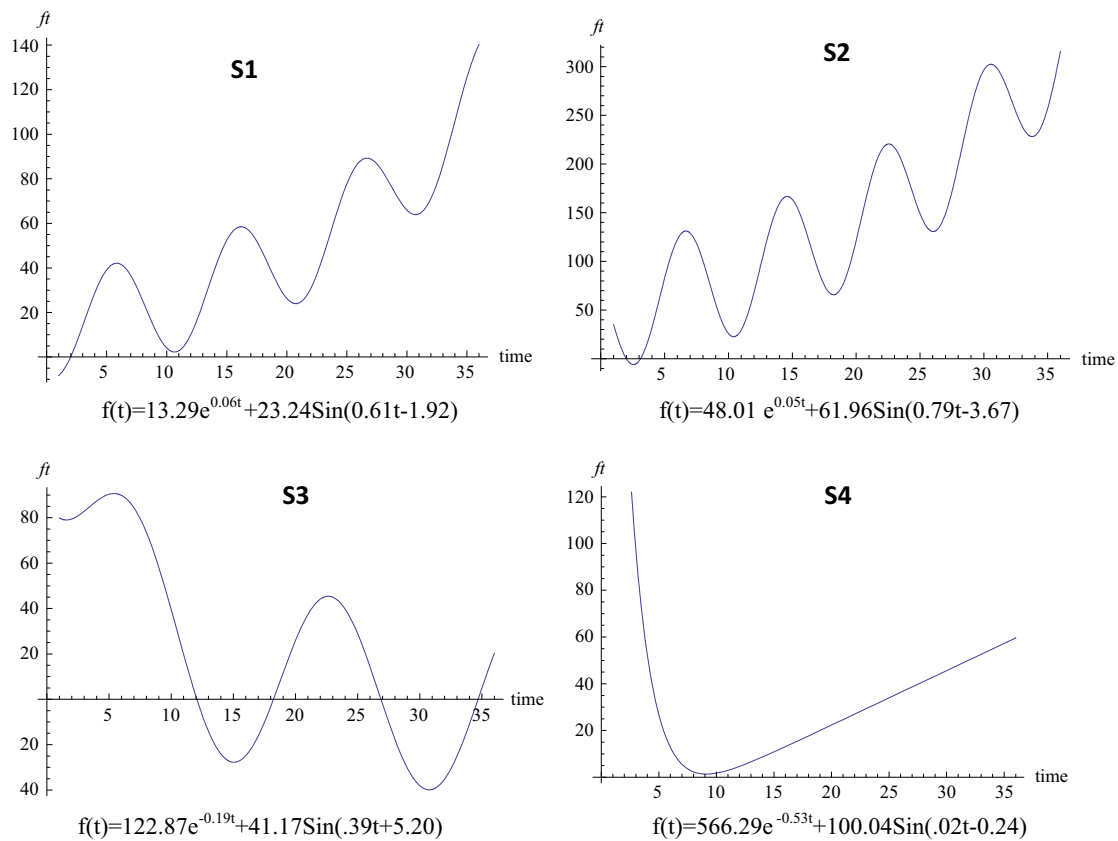 ft
S1
140
120
100
80
60
40
20
5 10 15 20 25 30 35 time
f(t)=13.29e^0.06t+23.24Sin(0.61t-1.92)
ft
S2
300
250
200
150
100
50
5 10 15 20 25 30 35 time
f(t)=48.01 e^0.05t+61.96Sin(0.79t-3.67)
ft
S3
80
60
40
20
5 10 15 20 25 30 35 time
20
40
f(t)=122.87e^-0.19t+41.17Sin(.39t+5.20)
ft
S4
120
100
80
60
40
20
5 10 15 20 25 30 35 time
f(t)=566.29e^-0.53t+100.04Sin(.02t-0.24)